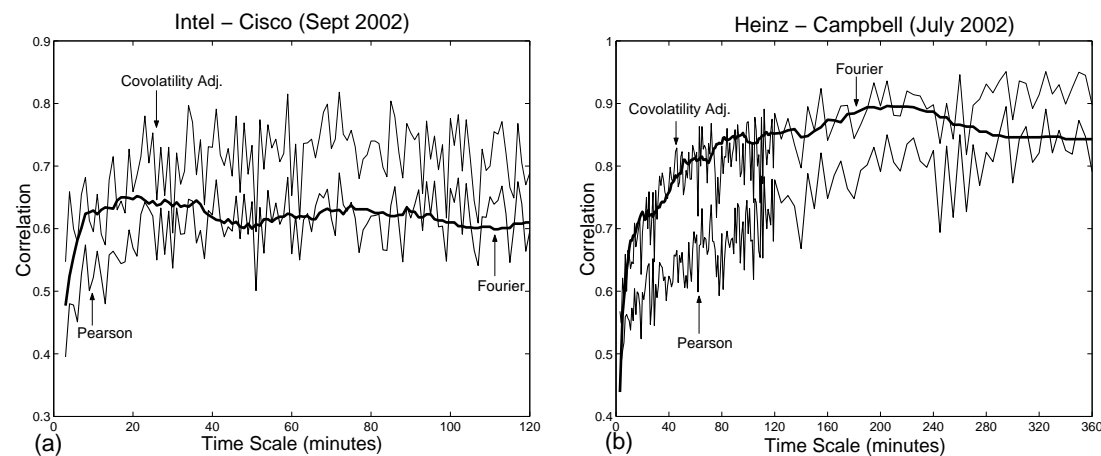 Intel − Cisco (Sept 2002)
0.9
0.8
0.7
0.6
0.5
0.4
0.3
Correlation
Covolatility Adj.
Pearson
Fourier
0 20 40 60 80 100 120
Time Scale (minutes)
(a)
Heinz − Campbell (July 2002)
1
0.9
0.8
0.7
0.6
0.5
0.4
Correlation
Fourier
Covolatility Adj.
Pearson
0 40 80 120 160 200 240 260 280 320 360
Time Scale (minutes)
(b)